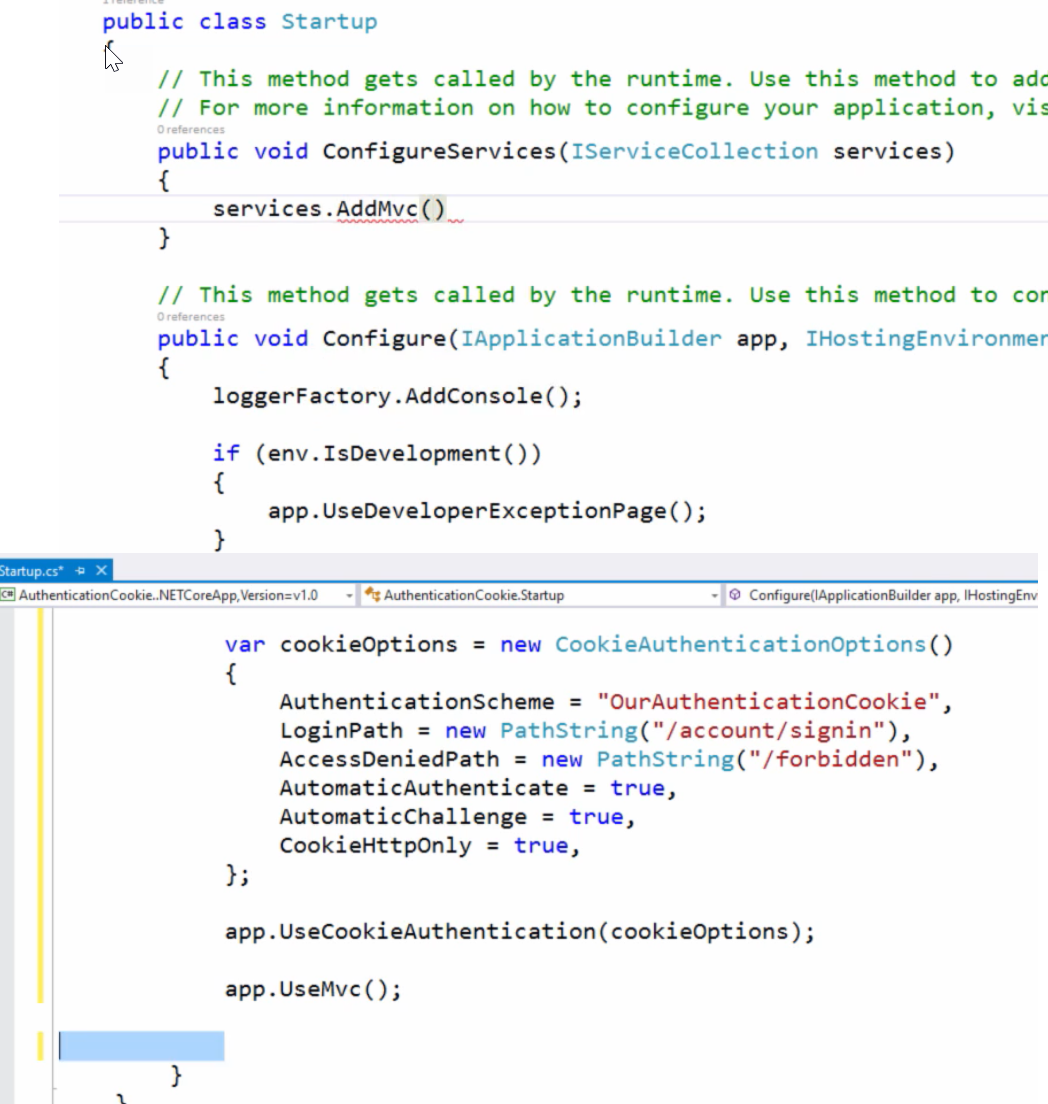 1 reference
public class Startup
{
// This method gets called by the runtime. Use this method to add
// For more information on how to configure your application, vis
0 references
public void ConfigureServices(IServiceCollection services)
{
services.AddMvc()
}
// This method gets called by the runtime. Use this method to con
0 references
public void Configure(IApplicationBuilder app, IHostingEnvironmen
{
loggerFactory.AddConsole();
if (env.IsDevelopment())
{
app.UseDeveloperExceptionPage();
}
Startup.cs*
C# AuthenticationCookie..NETCoreApp,Version=v1.0 AuthenticationCookie.Startup Configure(IApplicationBuilder app, IHostingEnv
var cookieOptions = new CookieAuthenticationOptions()
{
AuthenticationScheme = "OurAuthenticationCookie",
LoginPath = new PathString("/account/signin"),
AccessDeniedPath = new PathString("/forbidden"),
AutomaticAuthenticate = true,
AutomaticChallenge = true,
CookieHttpOnly = true,
};
app.UseCookieAuthentication(cookieOptions);
app.UseMvc();
}
}